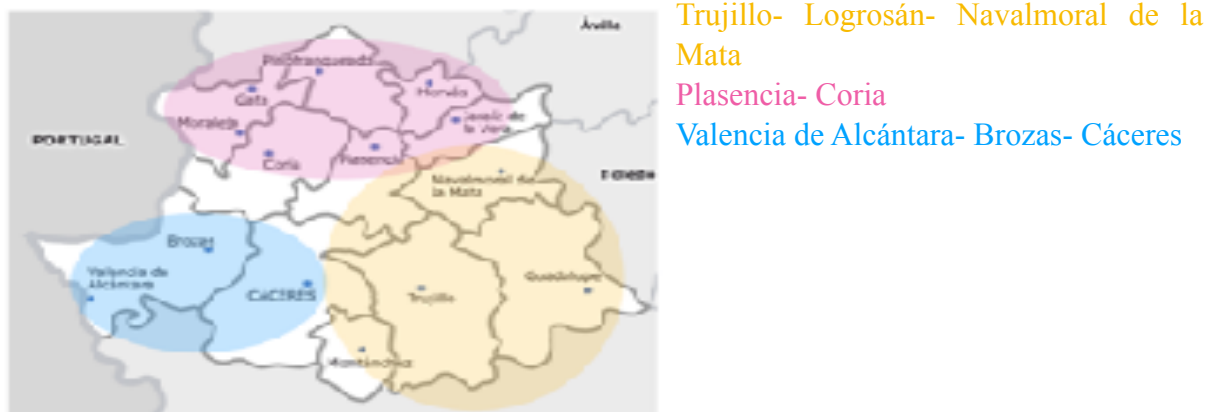 Trujillo- Logrosán- Navalmoral de la
Mata
Plasencia- Coria
Valencia de Alcántara- Brozas- Cáceres
Ávila
Pinofranqueada
Gata
Hervás
Moraleja
Jaraíz de
la Vera
PORTUGAL
Coria
Plasencia
Navalmoral de
la Mata
TOLEDO
Brozas
Valencia de
Alcántara
CÁCERES
Guadalupe
Trujillo
Montánchez